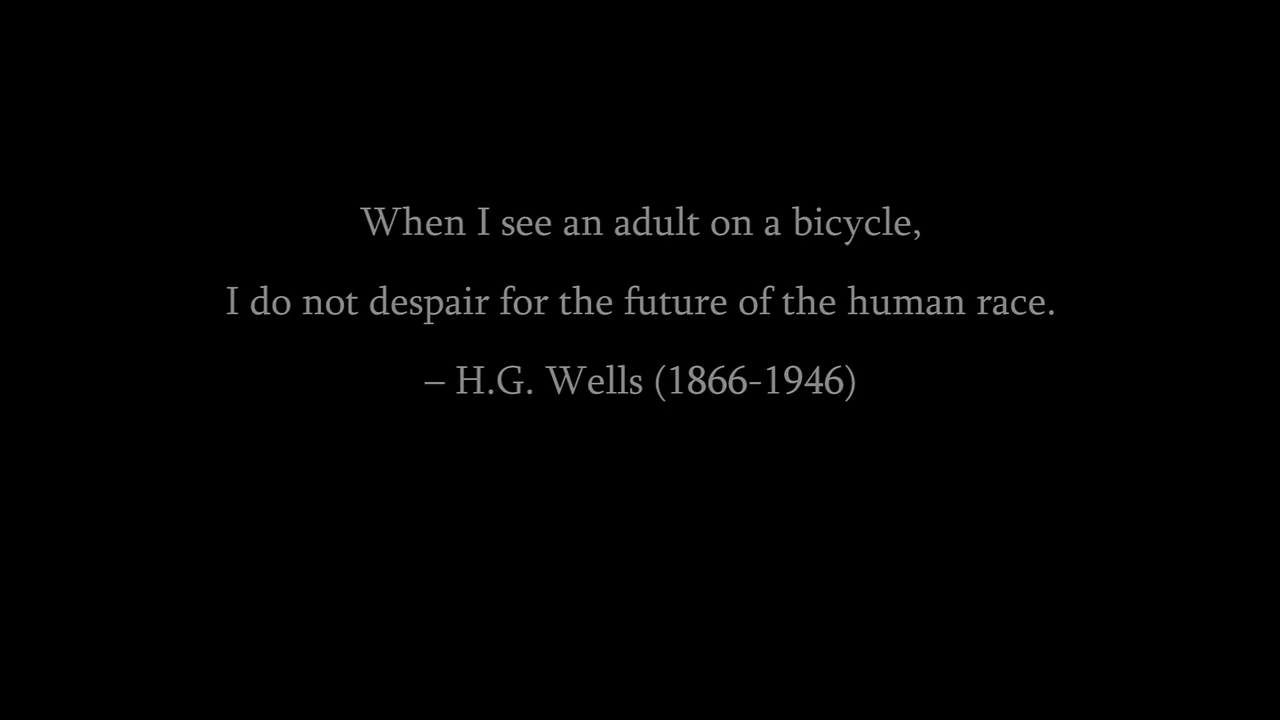 When I see an adult on a bicycle,
I do not despair for the future of the human race.
– H.G. Wells (1866-1946)